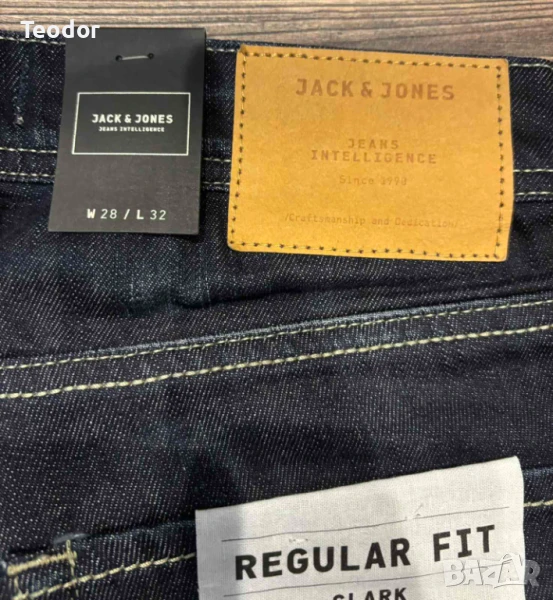 Teodor
JACK & JONES
JEANS INTELLIGENCE
W 28 / L 32
JACK & JONES
JEANS
INTELLIGENCE
Since 1990
/Craftsmanship and Dedication/
REGULAR FIT
CLARK
BAZAR